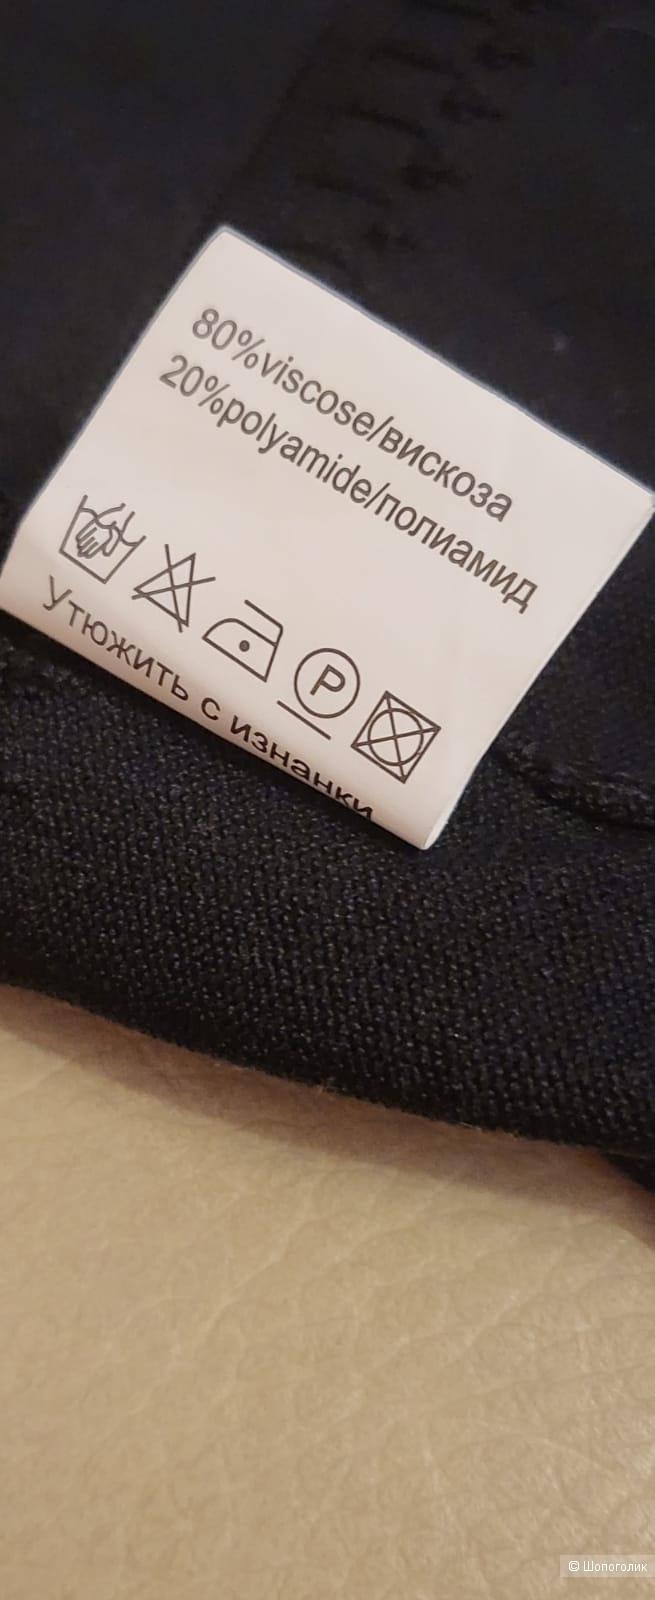 80%viscose/вискоза
20%polyamide/полиамид
P
Утюжить с изнанки
© Шопоголик